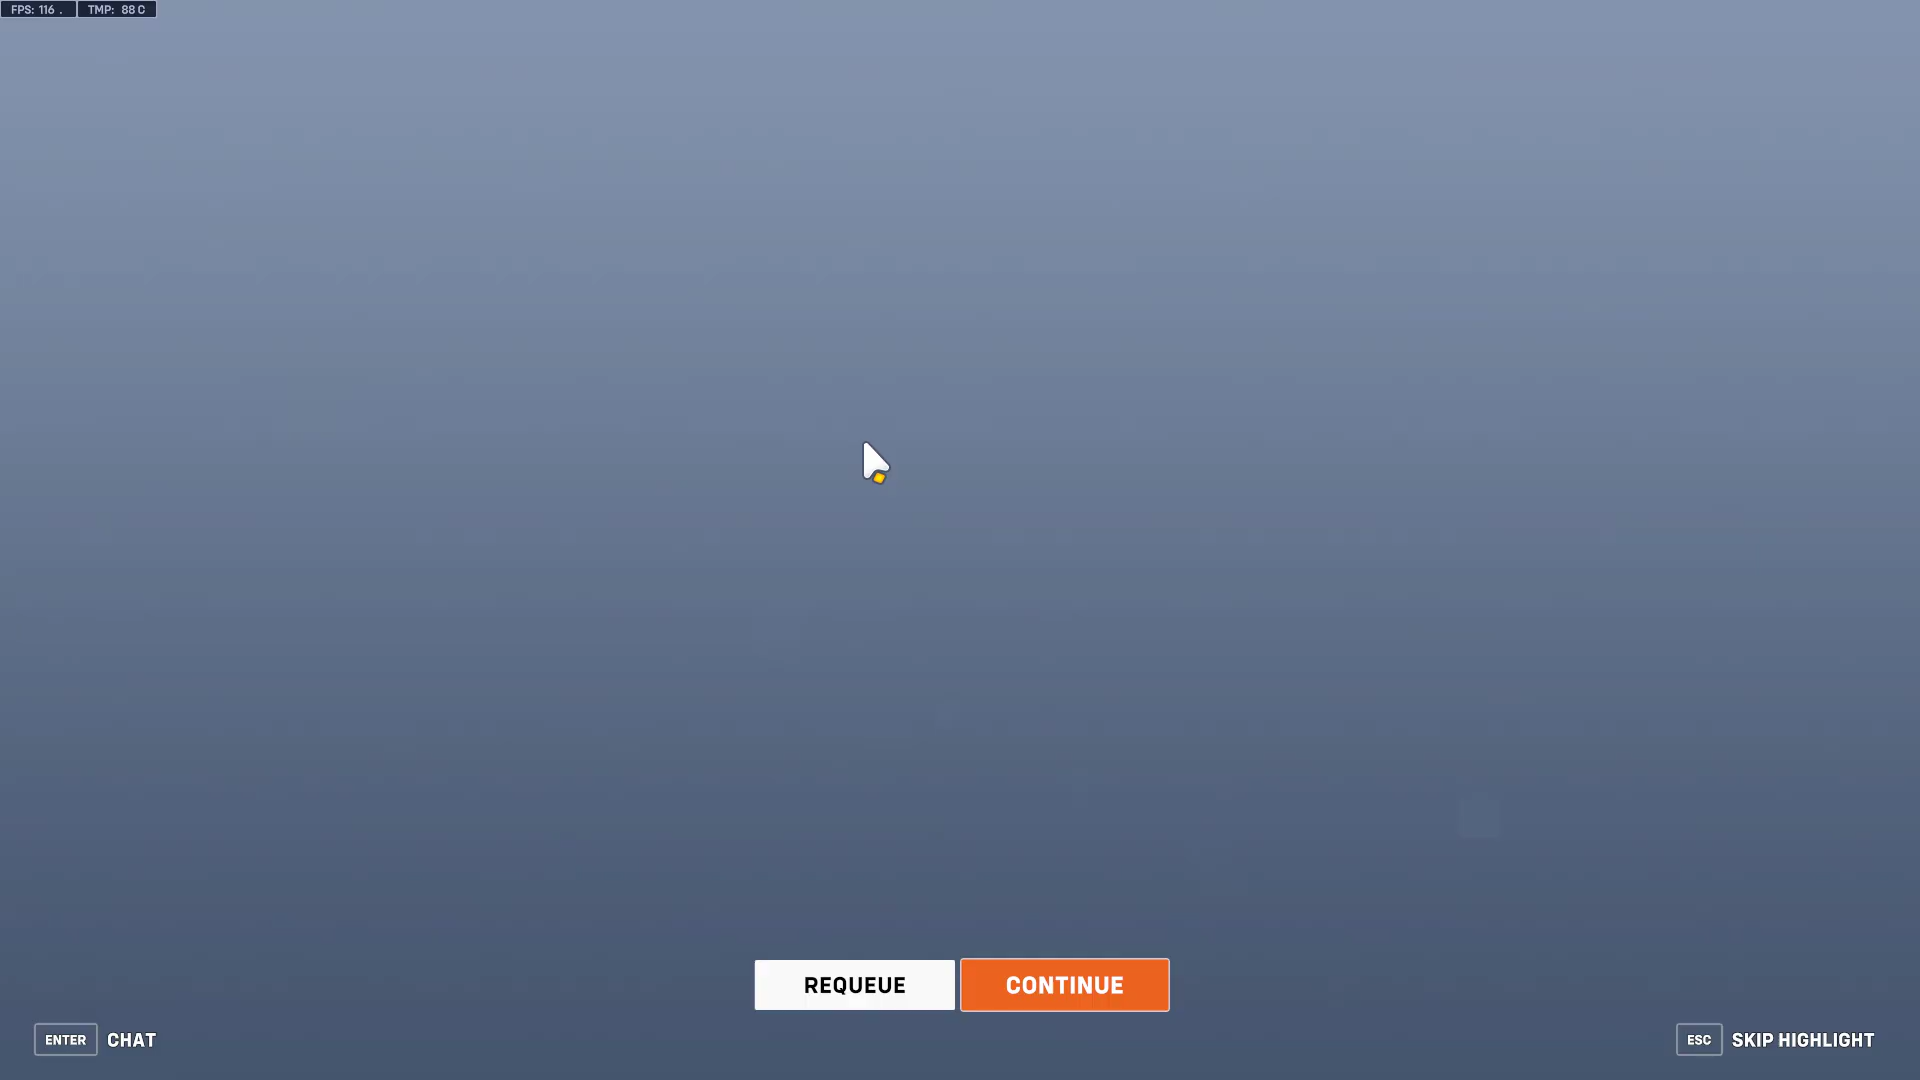 FPS: 116 . TMP: 88 C
REQUEUE CONTINUE
ENTER CHAT ESC SKIP HIGHLIGHT